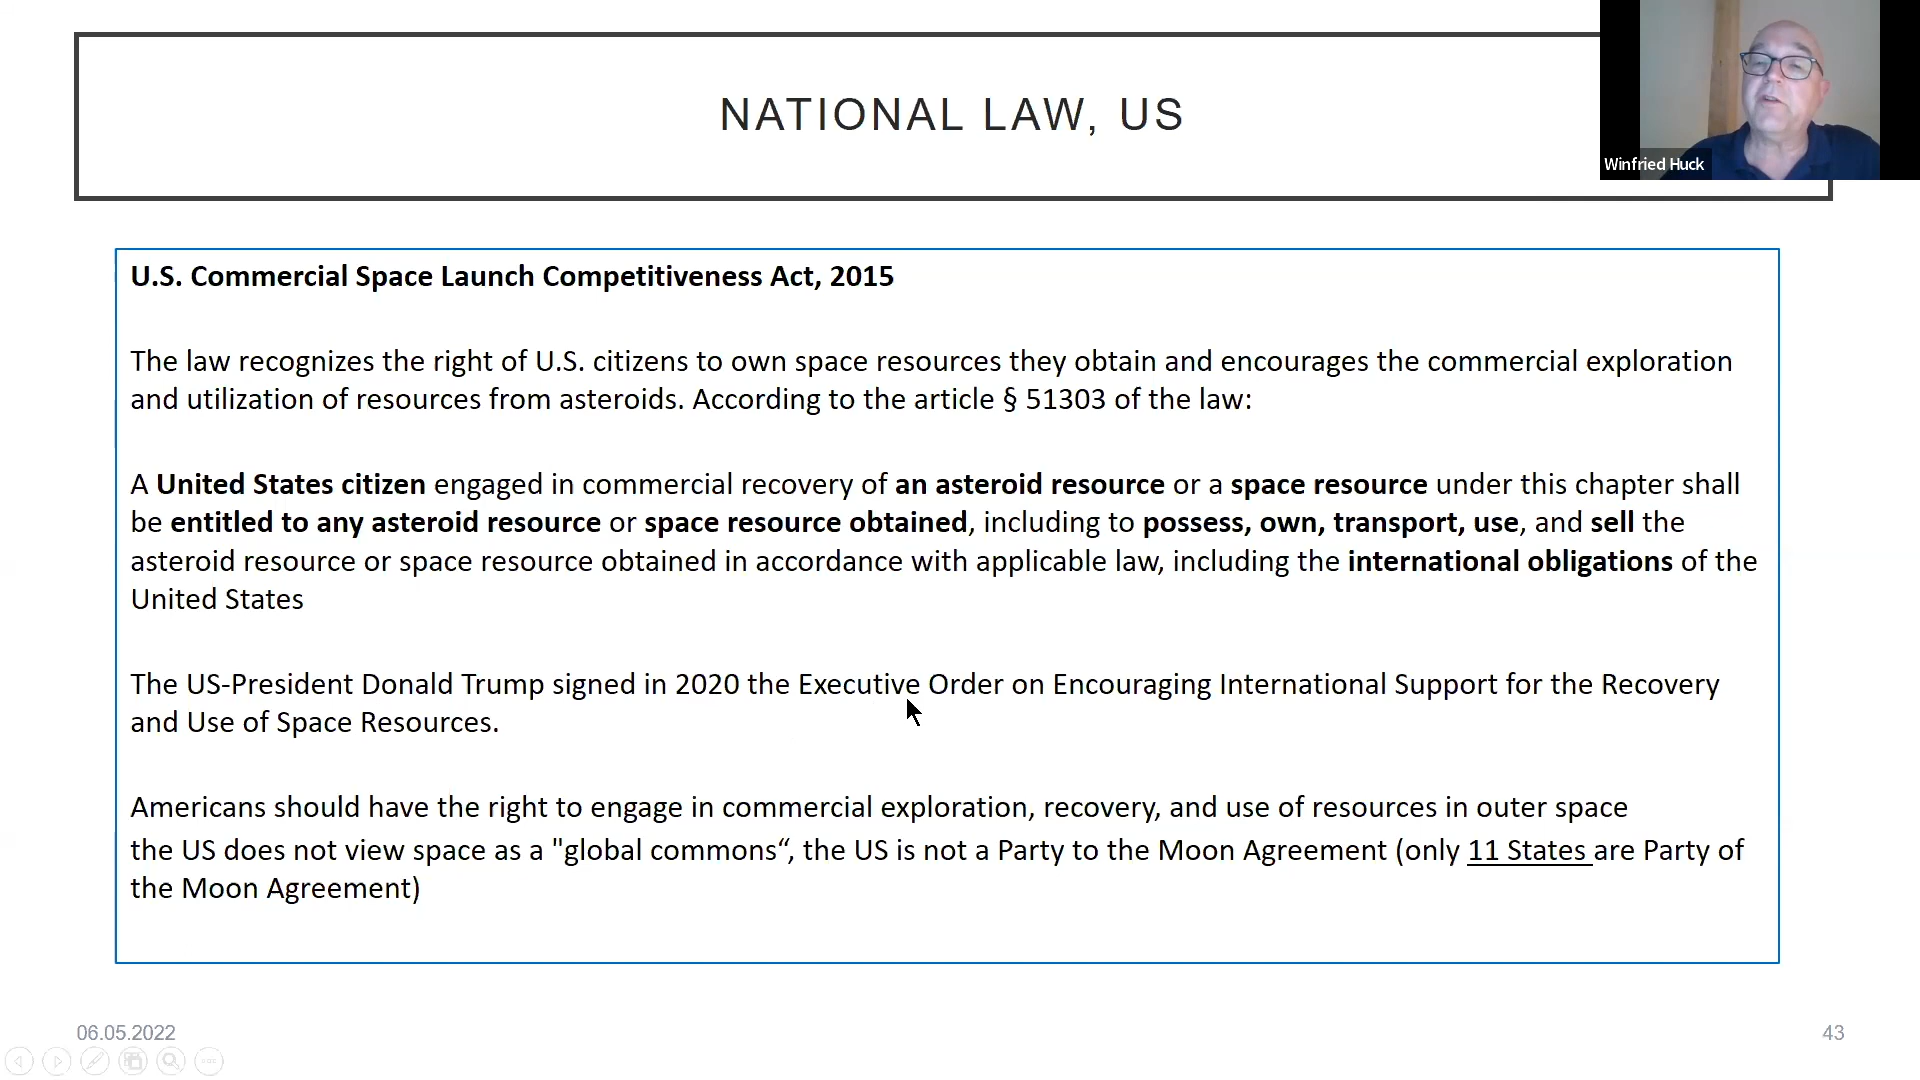 NATIONAL LAW, US
Winfried Huck
U.S. Commercial Space Launch Competitiveness Act, 2015
The law recognizes the right of U.S. citizens to own space resources they obtain and encourages the commercial exploration
and utilization of resources from asteroids. According to the article § 51303 of the law:
A United States citizen engaged in commercial recovery of an asteroid resource or a space resource under this chapter shall
be entitled to any asteroid resource or space resource obtained, including to possess, own, transport, use, and sell the
asteroid resource or space resource obtained in accordance with applicable law, including the international obligations of the
United States
The US-President Donald Trump signed in 2020 the Executive Order on Encouraging International Support for the Recovery
and Use of Space Resources.
Americans should have the right to engage in commercial exploration, recovery, and use of resources in outer space
the US does not view space as a "global commons“, the US is not a Party to the Moon Agreement (only 11 States are Party of
the Moon Agreement)
06.05.2022
43